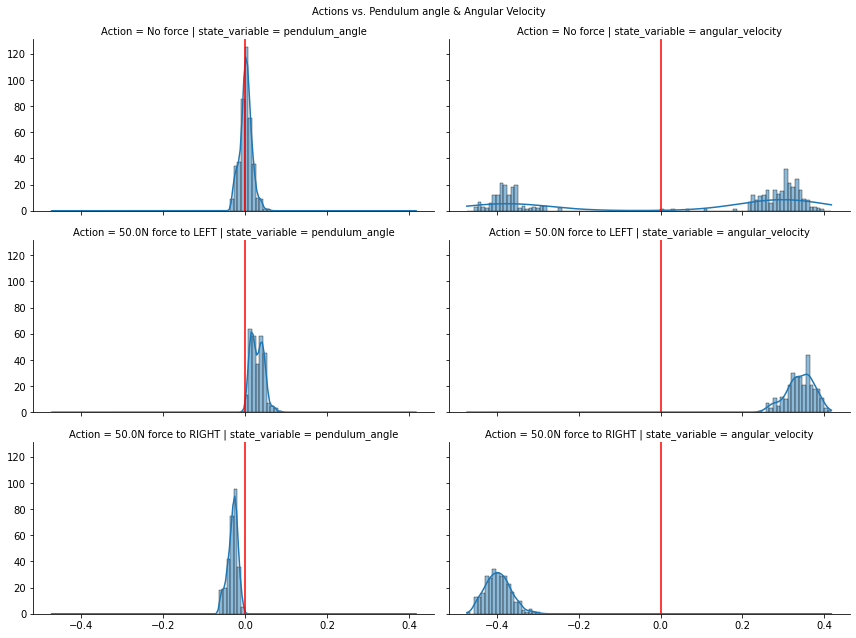 Actions vs. Pendulum angle & Angular Velocity
Action = No force | state_variable = pendulum_angle
Action = No force | state_variable = angular_velocity
120
100
80
60
40
20
0
Action = 50.0N force to LEFT | state_variable = pendulum_angle
Action = 50.0N force to LEFT | state_variable = angular_velocity
120
100
80
60
40
20
0
Action = 50.0N force to RIGHT | state_variable = pendulum_angle
Action = 50.0N force to RIGHT | state_variable = angular_velocity
120
100
80
60
40
20
0
−0.4 −0.2 0.0 0.2 0.4
−0.4 −0.2 0.0 0.2 0.4